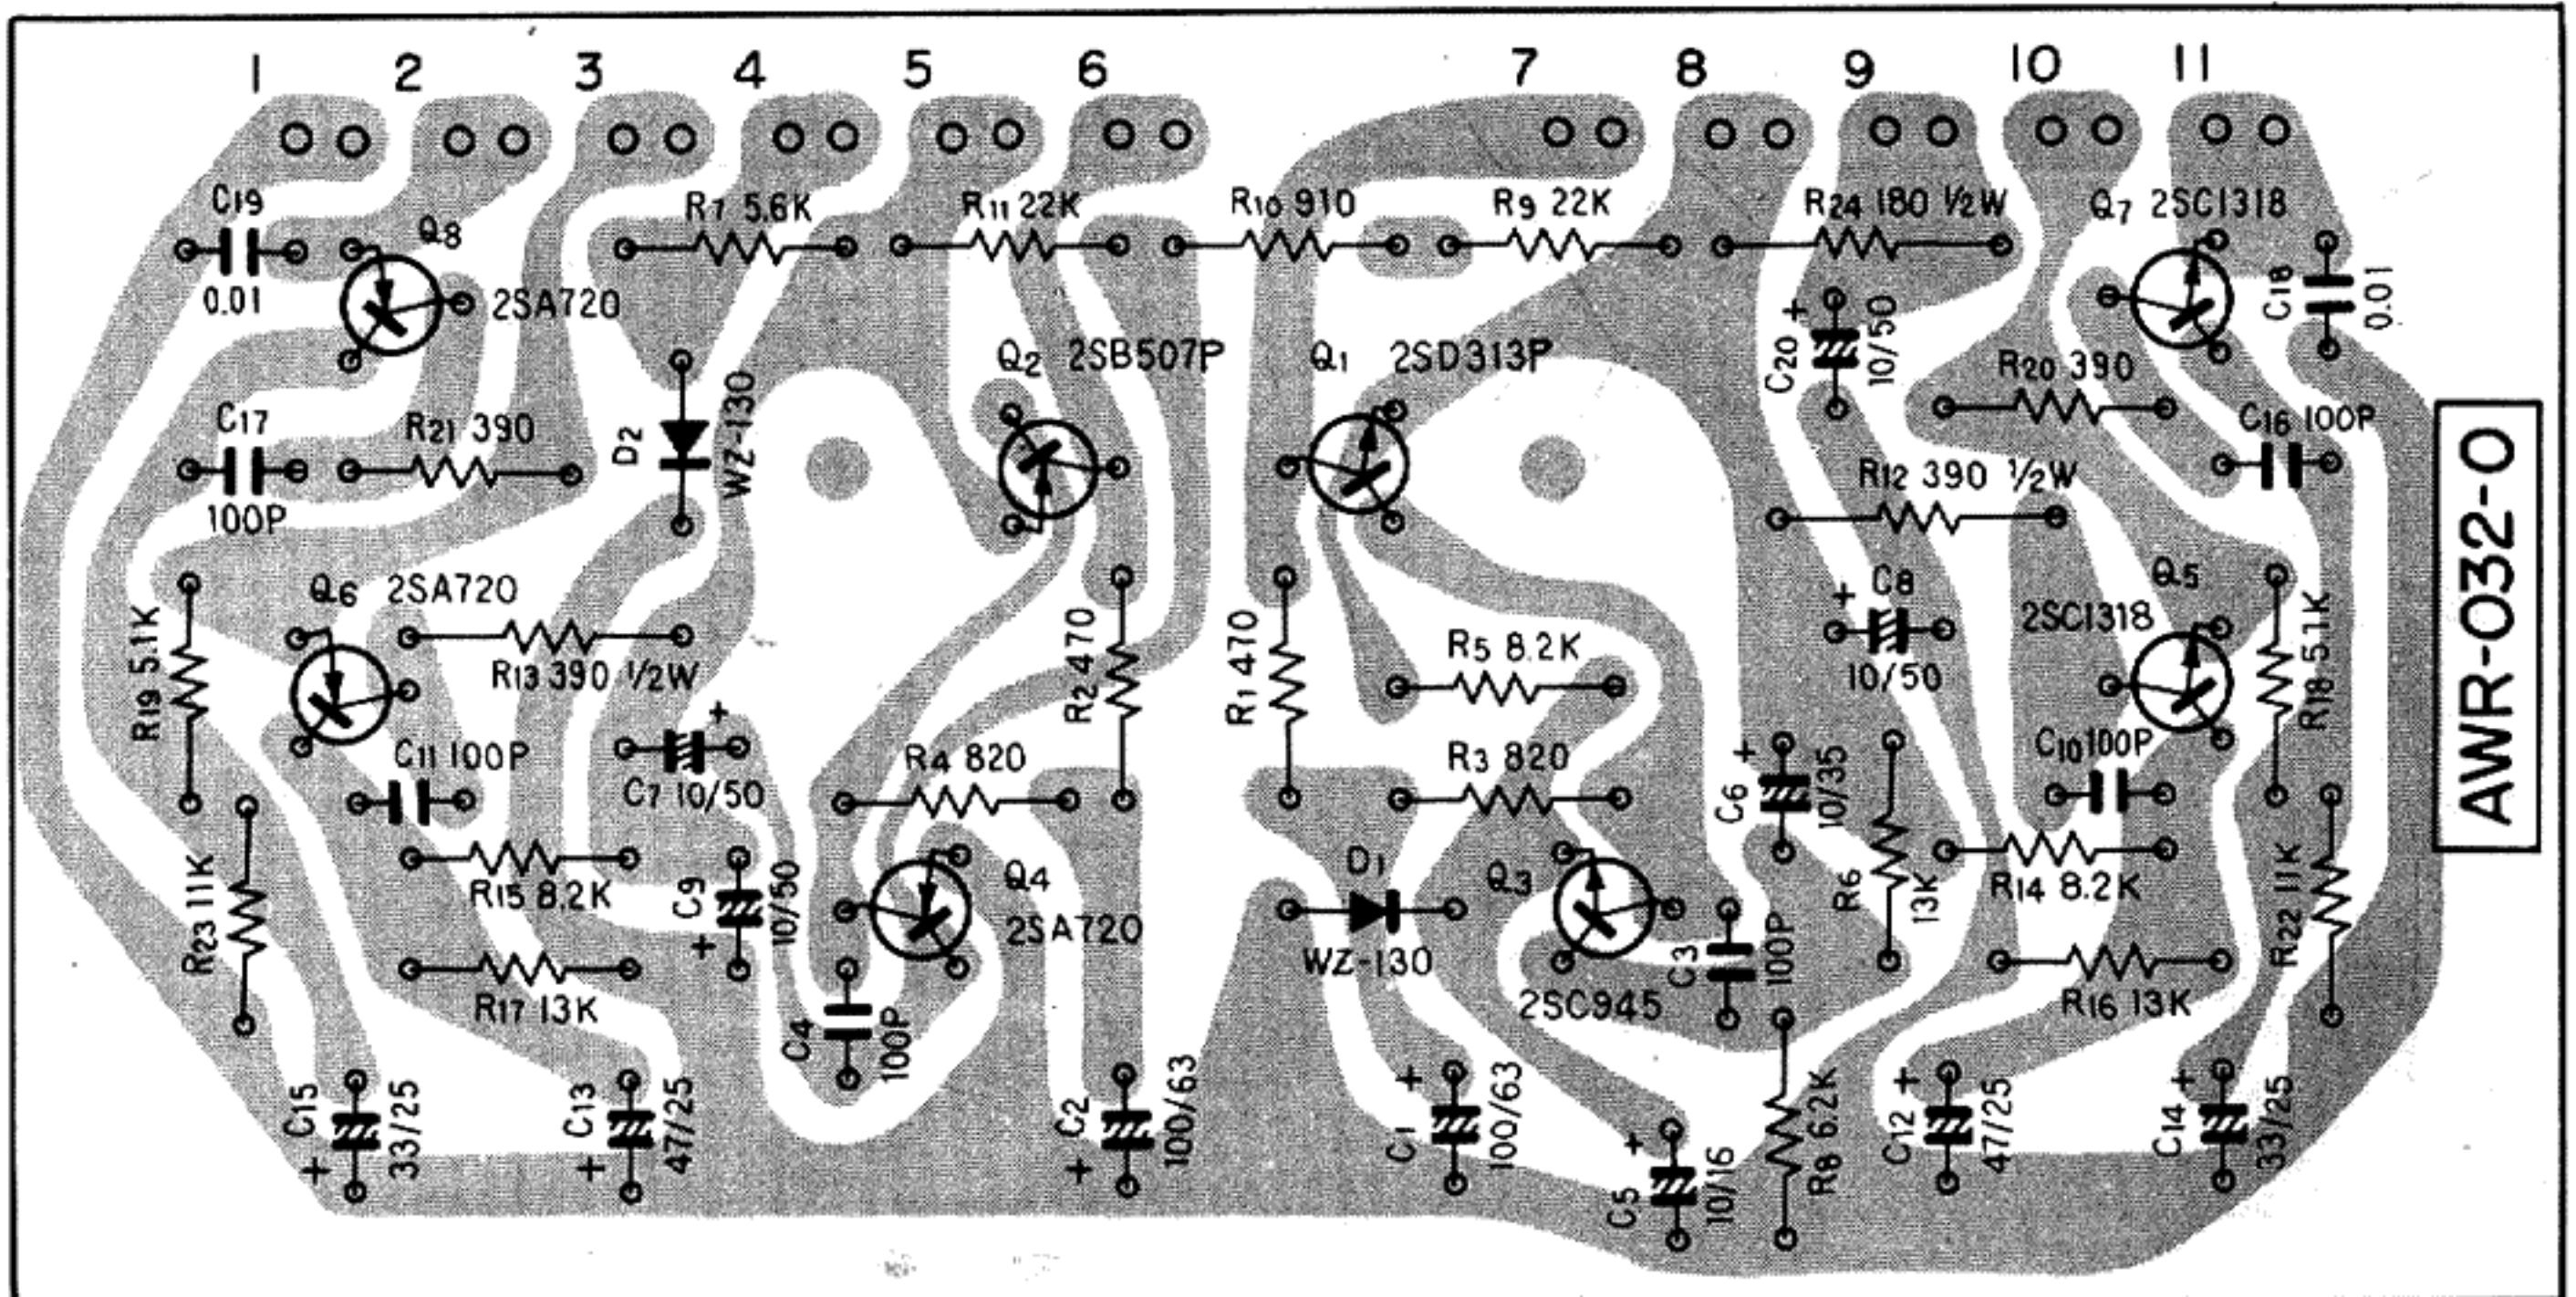 1 2 3 4 5 6 7 8 9 10 11
C19
0.01
Q8
2SA720
R7 5.6K
R11 22K
R10 910
R9 22K
R24 180 ½W
Q7 2SC1318
C18
0.01
Q2 2SB507P
Q1 2SD313P
C20
+
10/50
R20 390
C17
100P
R21 390
D2
WZ-130
C16 100P
R12 390 ½W
AWR-032-0
Q6 2SA720
R19 5.1K
R13 390 ½W
R2 470
R1 470
R5 8.2K
+
C8
10/50
Q5
2SC1318
R18 5.1K
C11 100P
+
C7 10/50
R4 820
R3 820
+
C6
10/35
R6
13K
C10 100P
R23 11K
R15 8.2K
C9
+
10/50
Q4
2SA720
D1
WZ-130
Q3
2SC945
C3
100P
R14 8.2K
R22 11K
R17 13K
C4
100P
R16 13K
C15
+
33/25
C13
+
47/25
C2
+
100/63
+
C1
100/63
+
C5
10/16
R8 6.2K
+
C12
47/25
+
C14
33/25